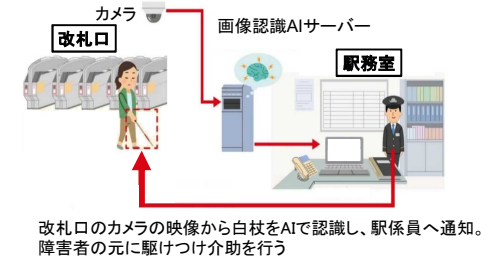 カメラ
画像認識AIサーバー
改札口
駅務室
改札口のカメラの映像から白杖をAIで認識し、駅係員へ通知。
障害者の元に駆けつけ介助を行う